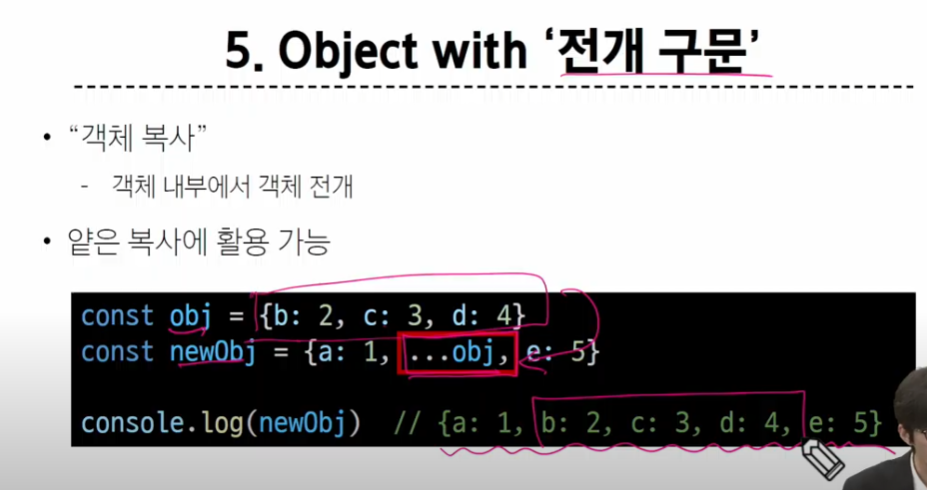 5. Object with ‘전개 구문’
• “객체 복사”
- 객체 내부에서 객체 전개
• 얕은 복사에 활용 가능
const obj = {b: 2, c: 3, d: 4}
const newObj = {a: 1, ...obj, e: 5}
console.log(newObj) // {a: 1, b: 2, c: 3, d: 4, e: 5}